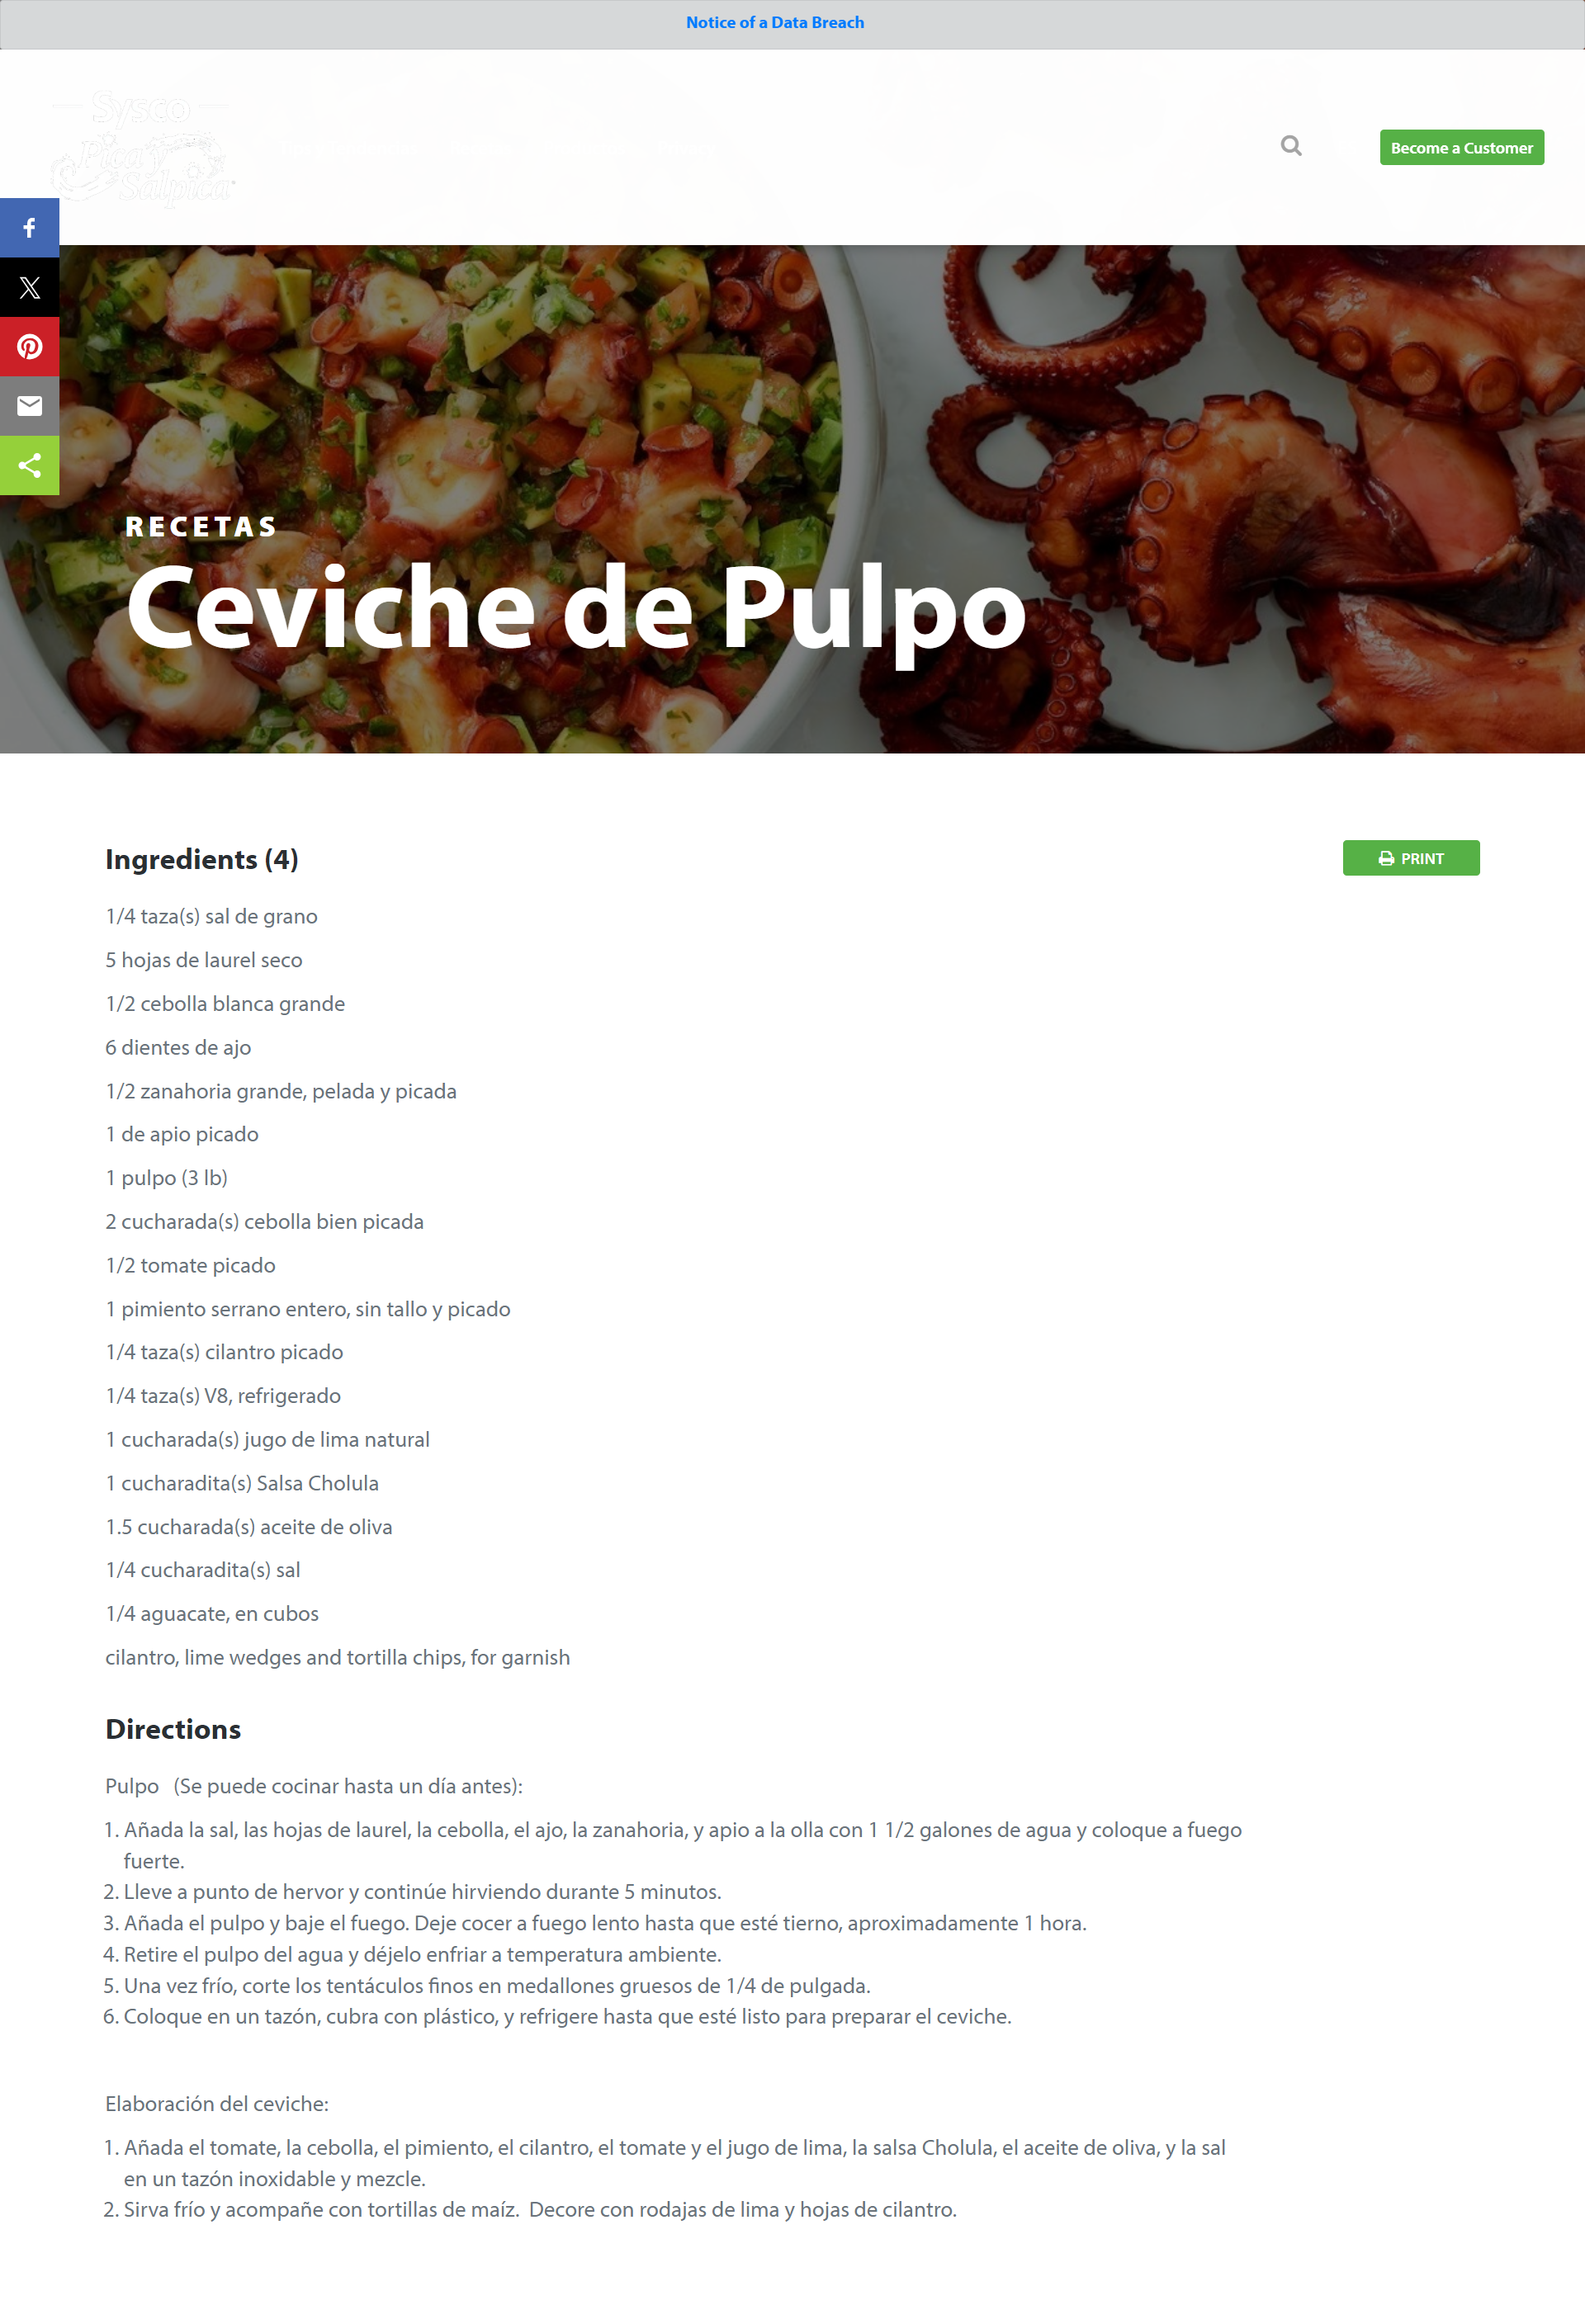 Notice of a Data Breach
Sysco
Pica y
Salpica
Become a Customer
RECETAS
Ceviche de Pulpo
Ingredients (4)
PRINT
1/4 taza(s) sal de grano
5 hojas de laurel seco
1/2 cebolla blanca grande
6 dientes de ajo
1/2 zanahoria grande, pelada y picada
1 de apio picado
1 pulpo (3 lb)
2 cucharada(s) cebolla bien picada
1/2 tomate picado
1 pimiento serrano entero, sin tallo y picado
1/4 taza(s) cilantro picado
1/4 taza(s) V8, refrigerado
1 cucharada(s) jugo de lima natural
1 cucharadita(s) Salsa Cholula
1.5 cucharada(s) aceite de oliva
1/4 cucharadita(s) sal
1/4 aguacate, en cubos
cilantro, lime wedges and tortilla chips, for garnish
Directions
Pulpo (Se puede cocinar hasta un día antes):
1. Añada la sal, las hojas de laurel, la cebolla, el ajo, la zanahoria, y apio a la olla con 1 1/2 galones de agua y coloque a fuego
fuerte.
2. Lleve a punto de hervor y continúe hirviendo durante 5 minutos.
3. Añada el pulpo y baje el fuego. Deje cocer a fuego lento hasta que esté tierno, aproximadamente 1 hora.
4. Retire el pulpo del agua y déjelo enfriar a temperatura ambiente.
5. Una vez frío, corte los tentáculos finos en medallones gruesos de 1/4 de pulgada.
6. Coloque en un tazón, cubra con plástico, y refrigere hasta que esté listo para preparar el ceviche.
Elaboración del ceviche:
1. Añada el tomate, la cebolla, el pimiento, el cilantro, el tomate y el jugo de lima, la salsa Cholula, el aceite de oliva, y la sal
en un tazón inoxidable y mezcle.
2. Sirva frío y acompañe con tortillas de maíz. Decore con rodajas de lima y hojas de cilantro.